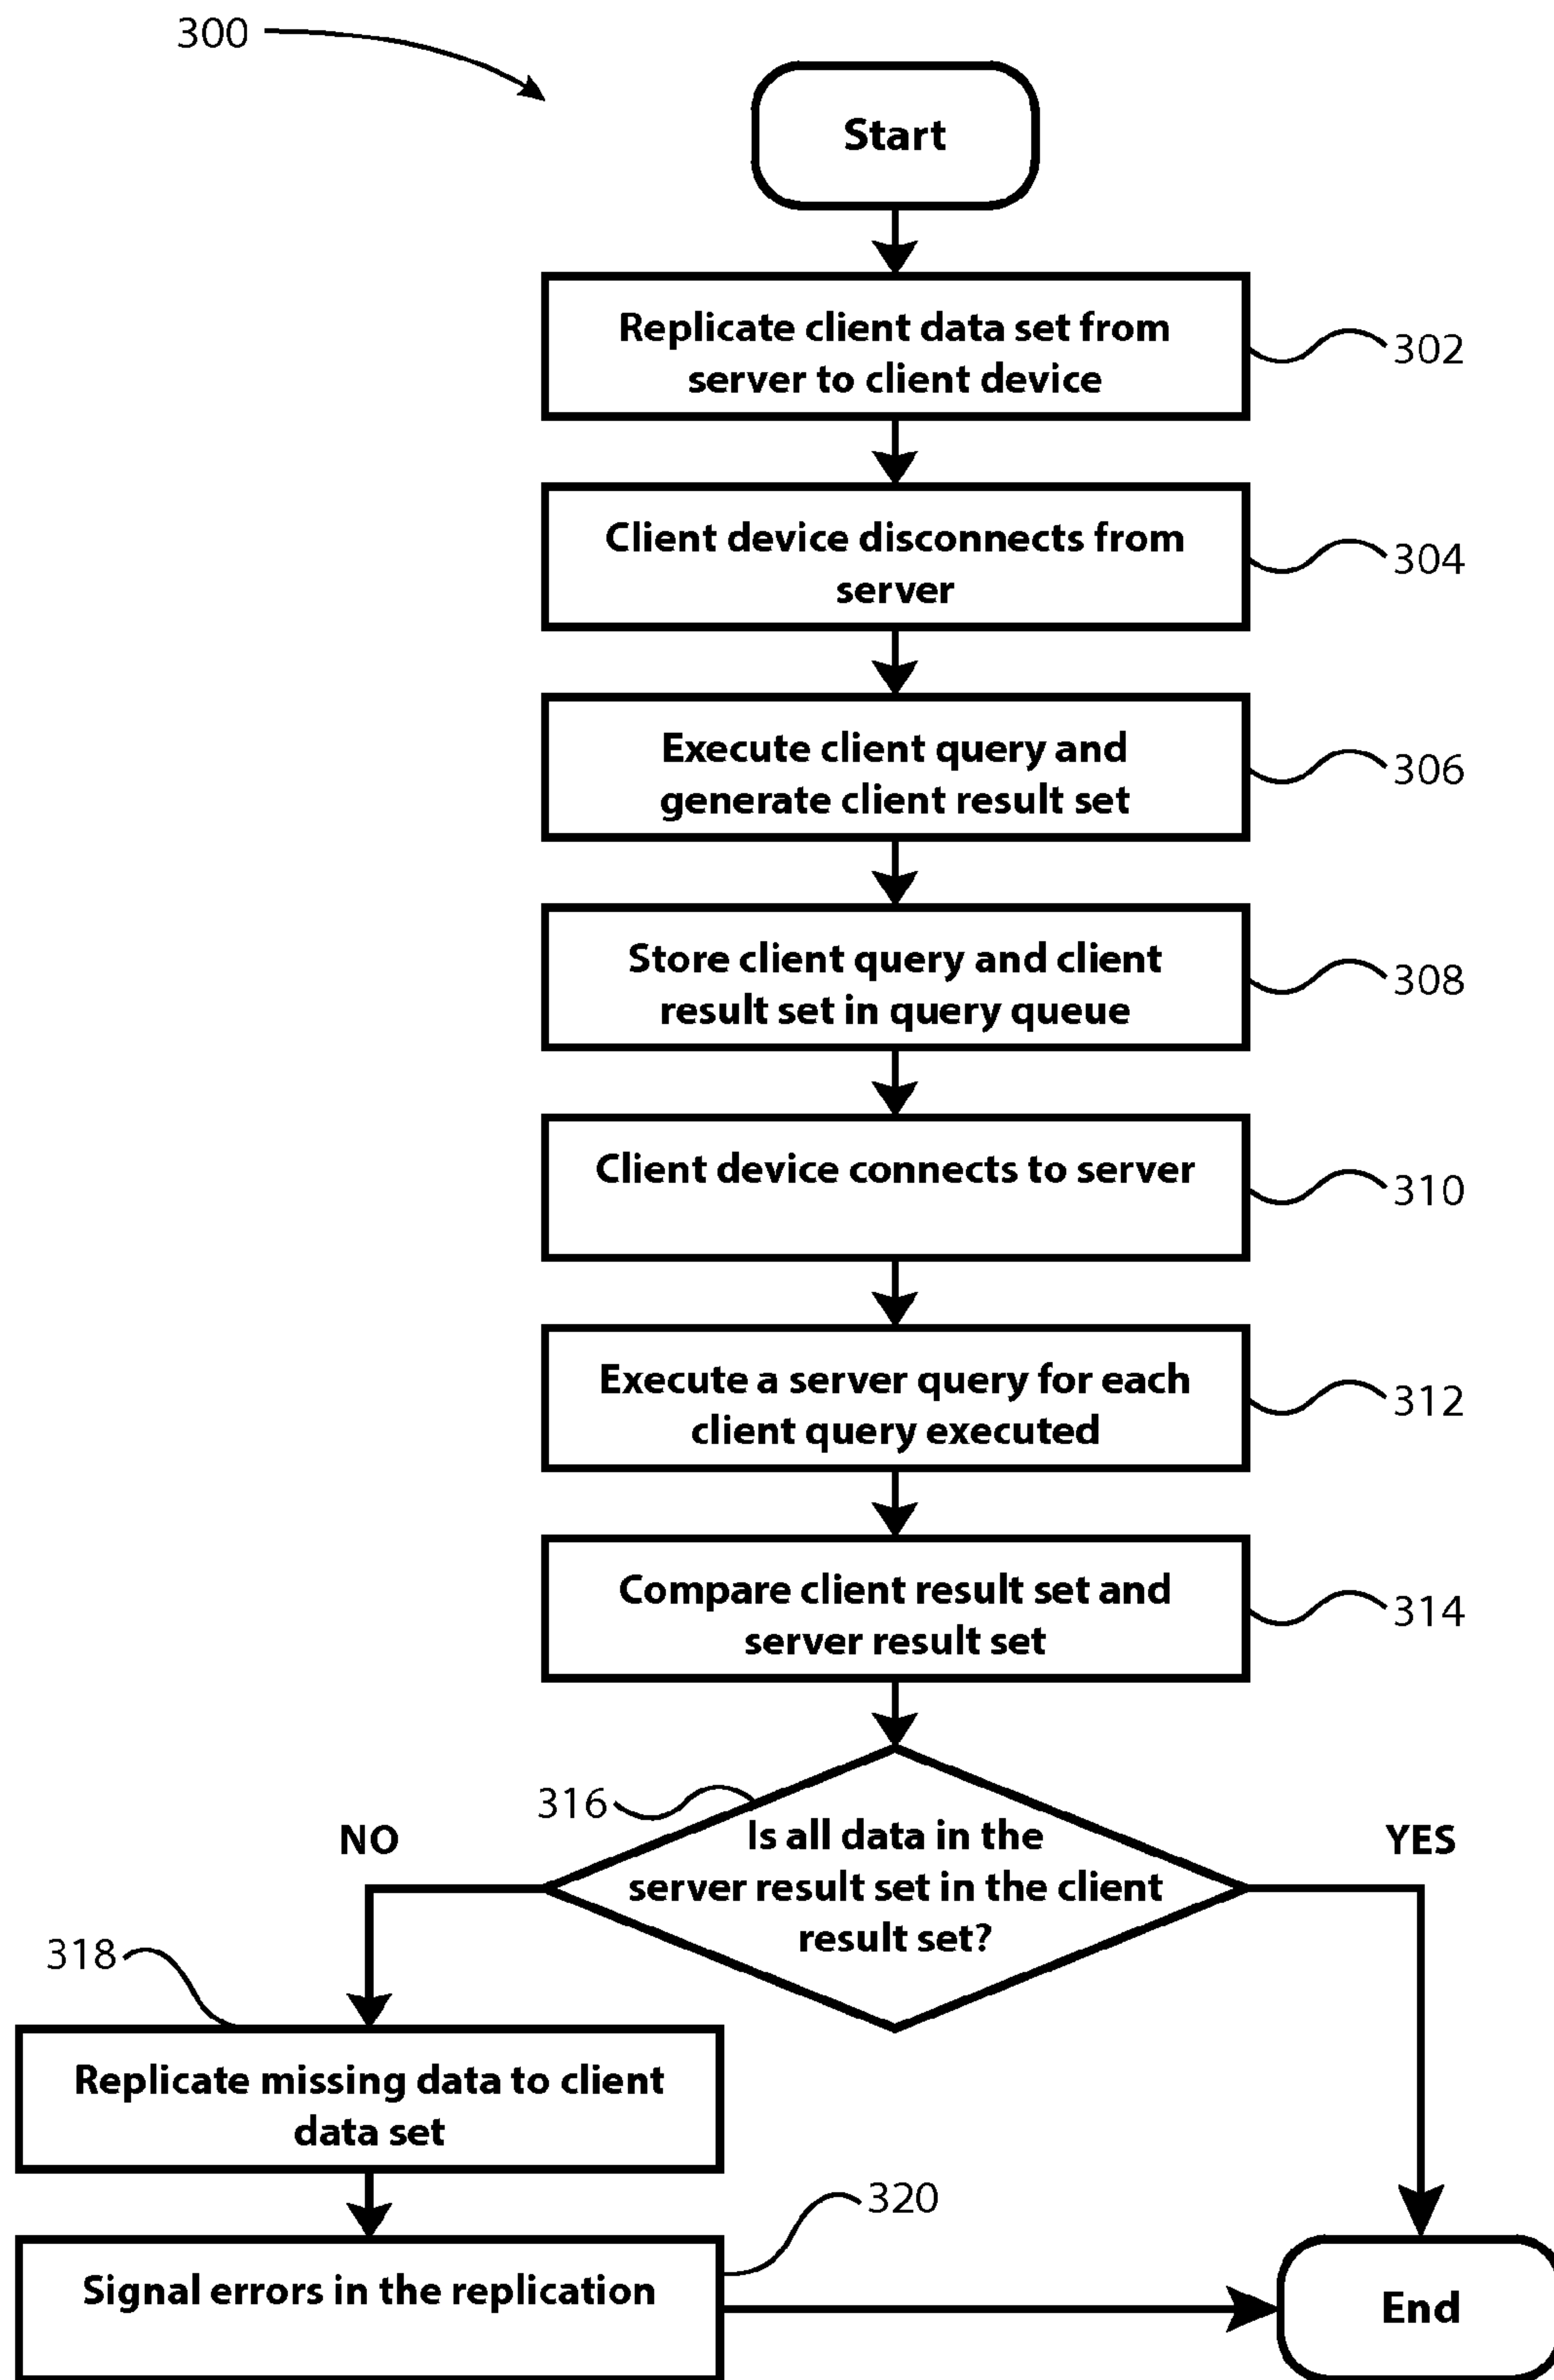 300
Start
Replicate client data set from
server to client device
302
Client device disconnects from
server
304
Execute client query and
generate client result set
306
Store client query and client
result set in query queue
308
Client device connects to server
310
Execute a server query for each
client query executed
312
Compare client result set and
server result set
314
316
Is all data in the
server result set in the client
result set?
NO
YES
318
Replicate missing data to client
data set
320
Signal errors in the replication
End